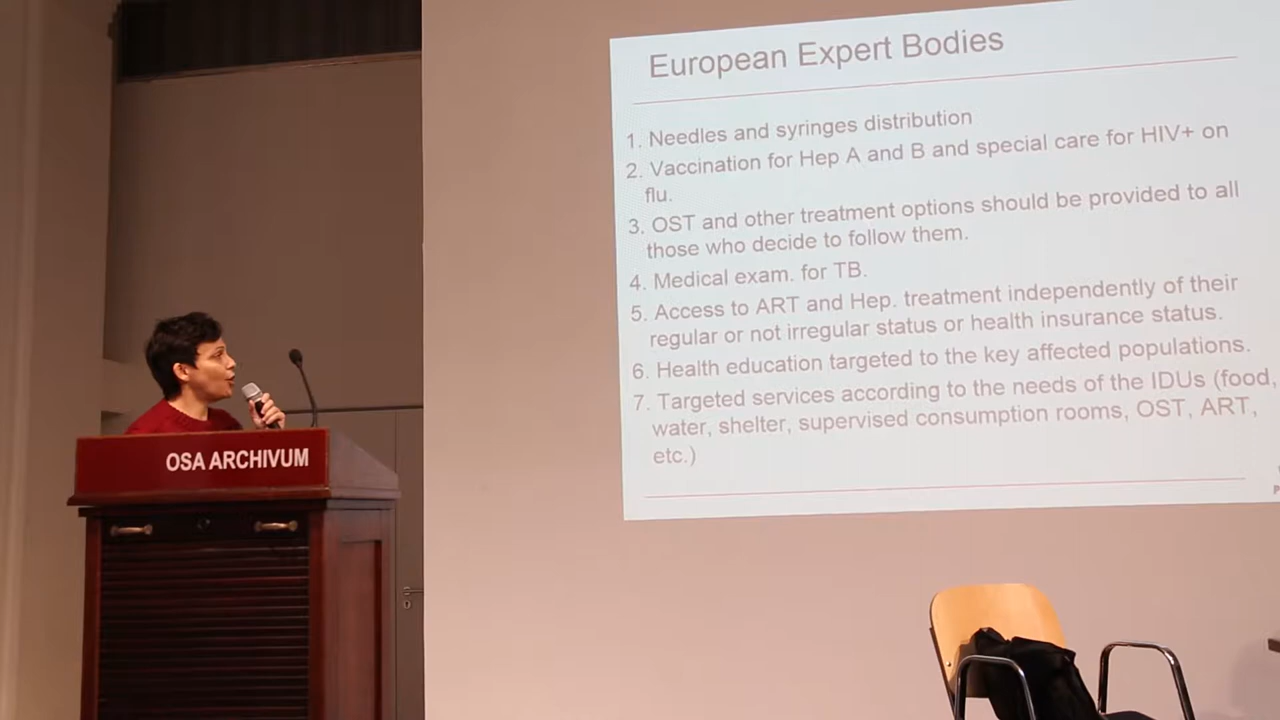 European Expert Bodies
1. Needles and syringes distribution
2. Vaccination for Hep A and B and special care for HIV+ on
flu.
3. OST and other treatment options should be provided to all
those who decide to follow them.
4. Medical exam. for TB.
5. Access to ART and Hep. treatment independently of their
regular or not irregular status or health insurance status.
6. Health education targeted to the key affected populations.
7. Targeted services according to the needs of the IDUs (food,
water, shelter, supervised consumption rooms, OST, ART,
etc.)
OSA ARCHIVUM